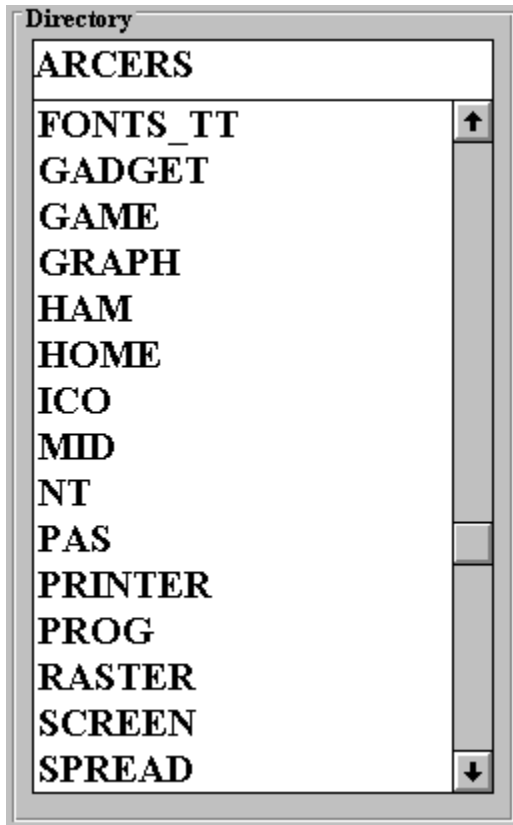 Directory
ARCERS
FONTS_TT
GADGET
GAME
GRAPH
HAM
HOME
ICO
MID
NT
PAS
PRINTER
PROG
RASTER
SCREEN
SPREAD